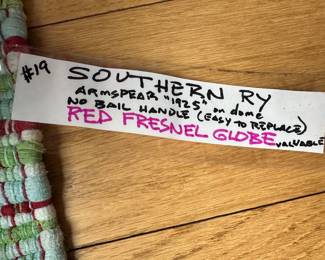 #19
SOUTHERN RY
ARMSPEAR "1925" on dome
NO BAIL HANDLE (EASY TO REPLACE)
RED FRESNEL GLOBE VALUABLE